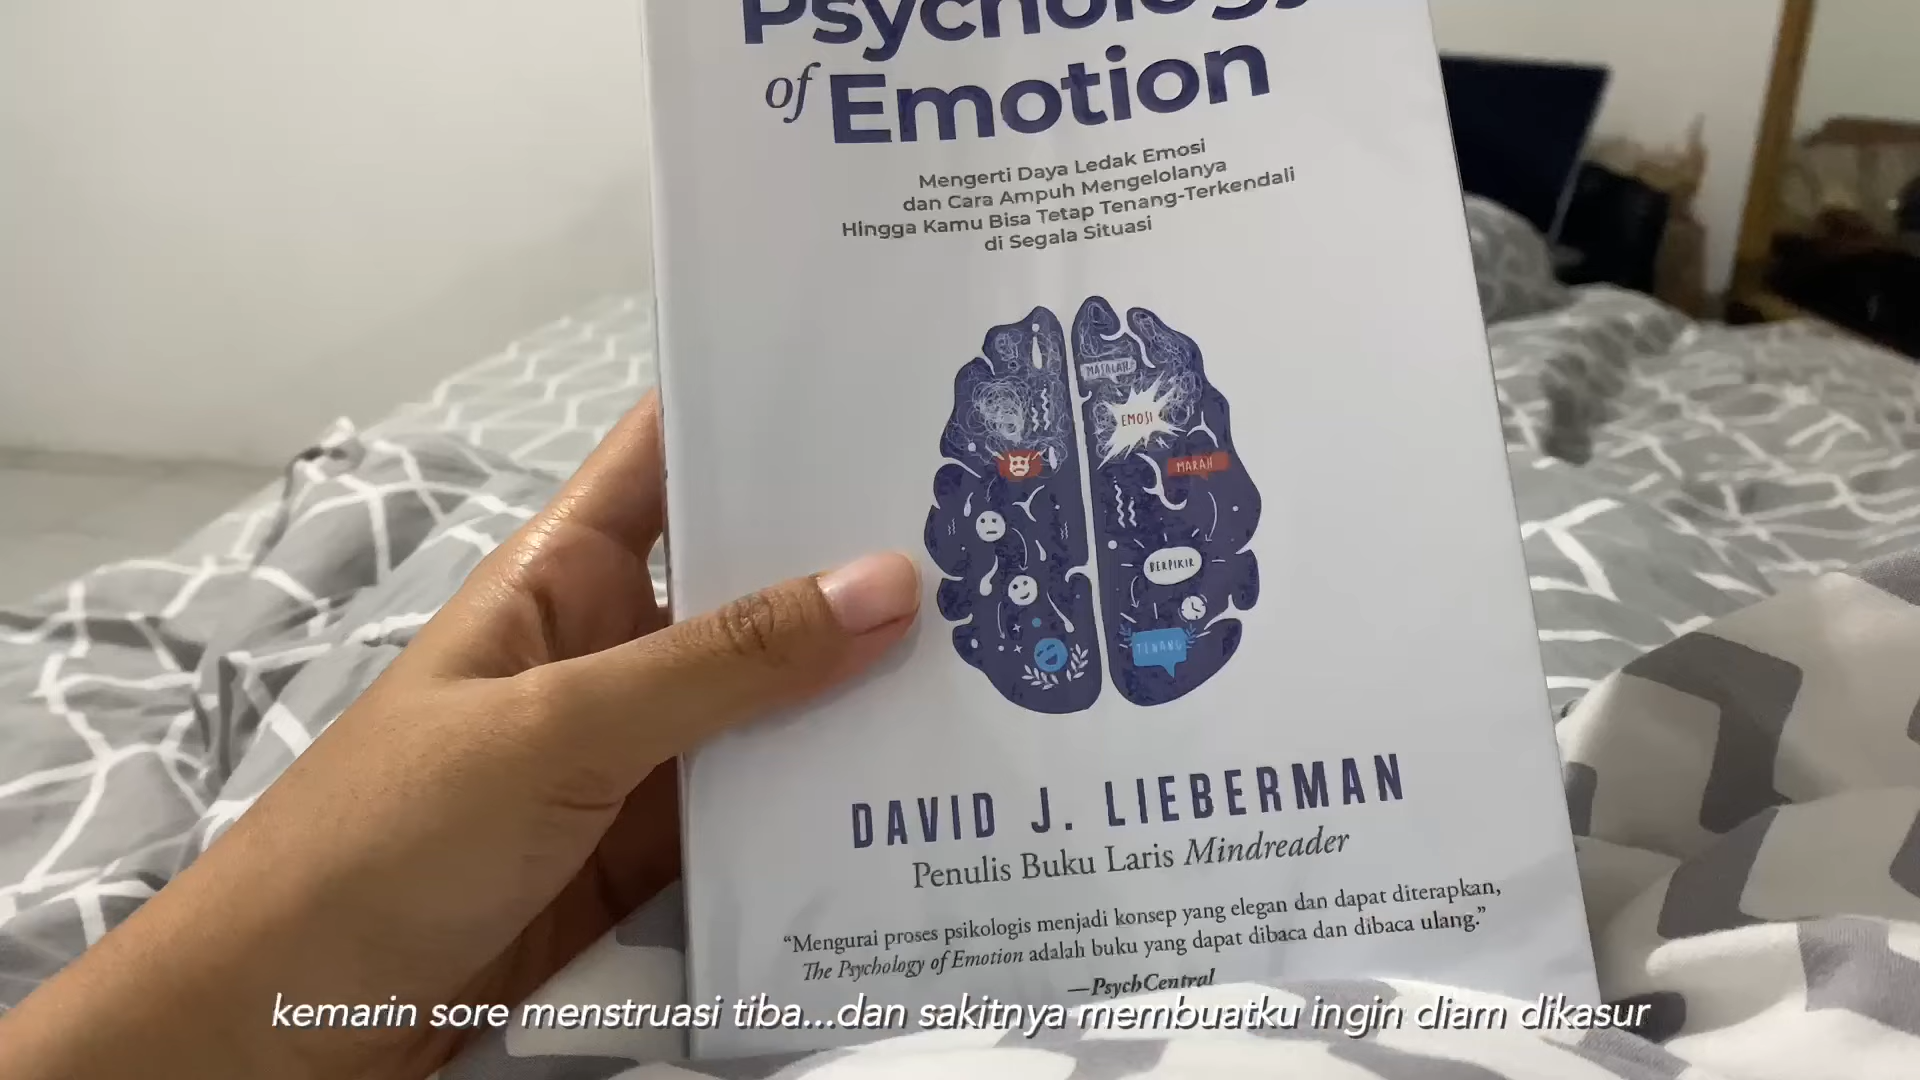 Psychology
of Emotion
Mengerti Daya Ledak Emosi
dan Cara Ampuh Mengelolanya
Hingga Kamu Bisa Tetap Tenang-Terkendali
di Segala Situasi
MASALAH
EMOSI
MARAH
BERPIKIR
TENANG
DAVID J. LIEBERMAN
Penulis Buku Laris Mindreader
“Mengurai proses psikologis menjadi konsep yang elegan dan dapat diterapkan,
The Psychology of Emotion adalah buku yang dapat dibaca dan dibaca ulang.”
—PsychCentral
kemarin sore menstruasi tiba...dan sakitnya membuatku ingin diam dikasur